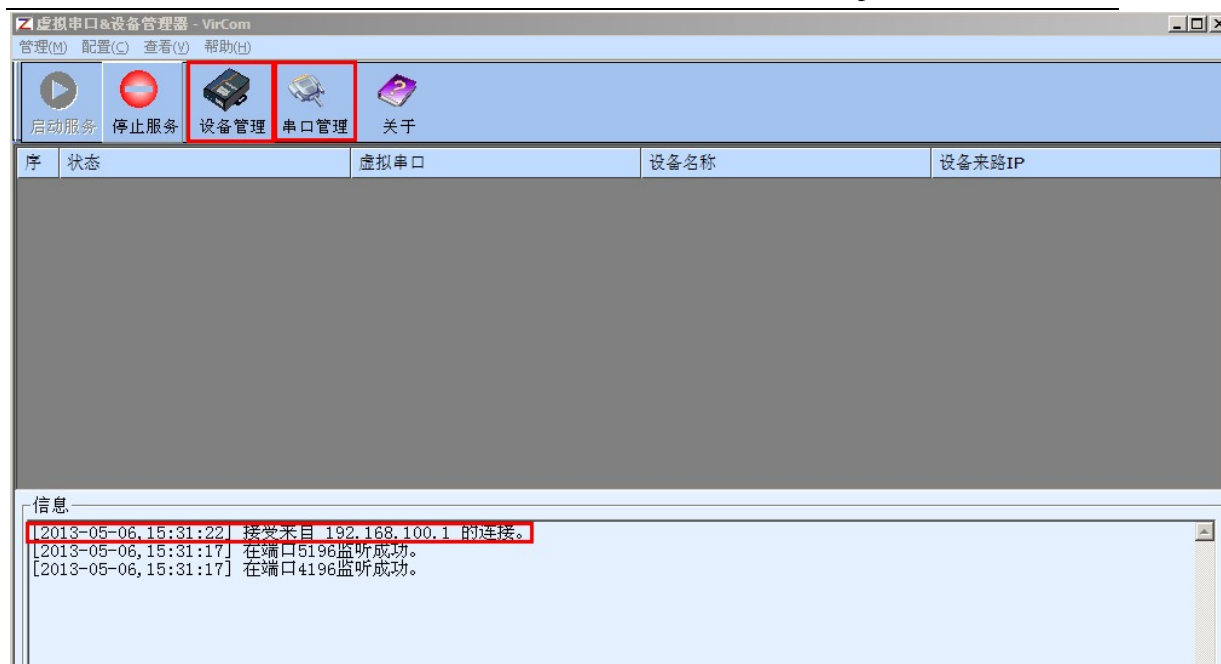 虚拟串口&设备管理器 - VirCom
管理(M) 配置(C) 查看(V) 帮助(H)
启动服务 停止服务 设备管理 串口管理 关于
序 状态 虚拟串口 设备名称 设备来路IP
信息
[2013-05-06,15:31:22] 接受来自 192.168.100.1 的连接。
[2013-05-06,15:31:17] 在端口5196监听成功。
[2013-05-06,15:31:17] 在端口4196监听成功。